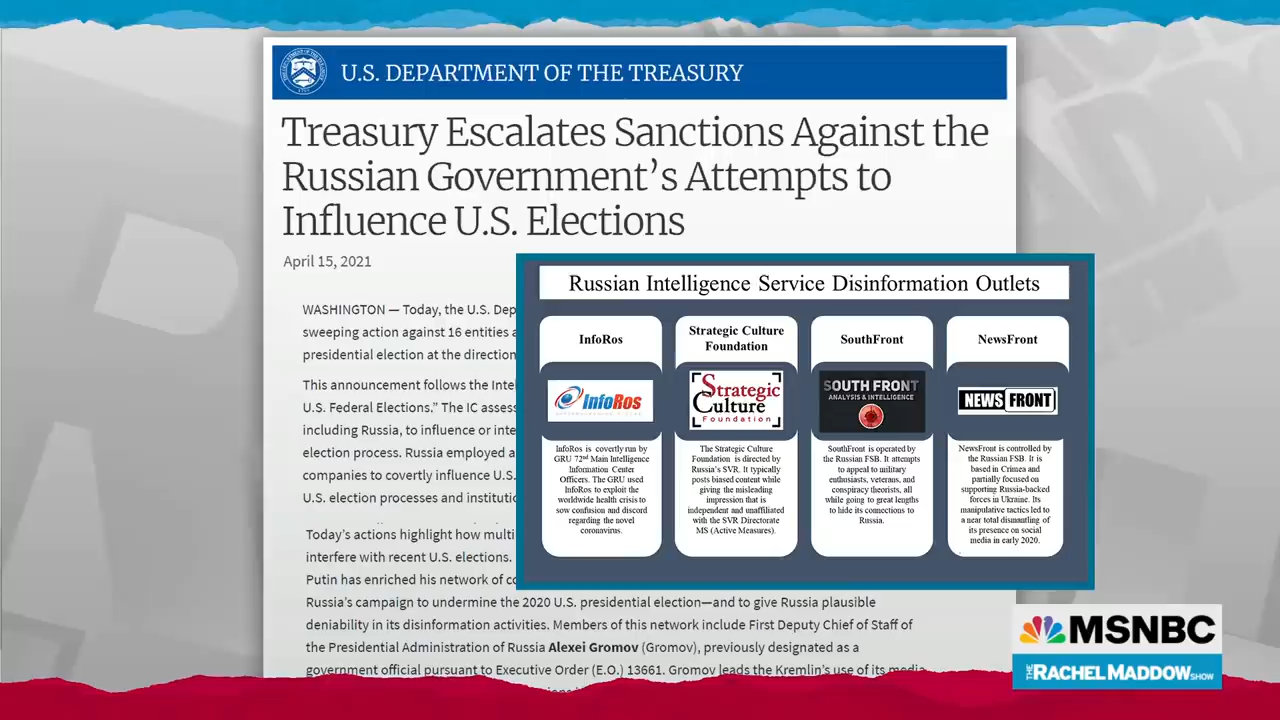 U.S. DEPARTMENT OF THE TREASURY
Treasury Escalates Sanctions Against the
Russian Government's Attempts to
Influence U.S. Elections
April 15, 2021
WASHINGTON — Today, the U.S. Dep
sweeping action against 16 entities a
presidential election at the direction
This announcement follows the Inte
U.S. Federal Elections." The IC assess
including Russia, to influence or inte
election process. Russia employed a
companies to covertly influence U.S.
U.S. election processes and institutio
Today's actions highlight how multi
interfere with recent U.S. elections.
Putin has enriched his network of co
Russia's campaign to undermine the 2020 U.S. presidential election—and to give Russia plausible
deniability in its disinformation activities. Members of this network include First Deputy Chief of Staff of
the Presidential Administration of Russia Alexei Gromov (Gromov), previously designated as a
government official pursuant to Executive Order (E.O.) 13661. Gromov leads the Kremlin's use of its media
Russian Intelligence Service Disinformation Outlets
InfoRos
InfoRos
InfoRos is covertly run by
GRU 72nd Main Intelligence
Information Center
Officers. The GRU used
InfoRos to exploit the
worldwide health crisis to
sow confusion and discord
regarding the novel
coronavirus.
Strategic Culture
Foundation
Strategic
Culture
Foundation
The Strategic Culture
Foundation is directed by
Russia's SVR. It typically
posts biased content while
giving the misleading
impression that is
independent and unaffiliated
with the SVR Directorate
MS (Active Measures).
SouthFront
SOUTH FRONT
ANALYSIS & INTELLIGENCE
SouthFront is operated by
the Russian FSB. It attempts
to appeal to military
enthusiasts, veterans, and
conspiracy theorists, all
while going to great lengths
to hide its connections to
Russia.
NewsFront
NEWS FRONT
NewsFront is controlled by
the Russian FSB. It is
based in Crimea and
partially focused on
supporting Russia-backed
forces in Ukraine. Its
manipulative tactics led to
a near total dismantling of
its presence on social
media in early 2020.
MSNBC
THE RACHEL MADDOW SHOW